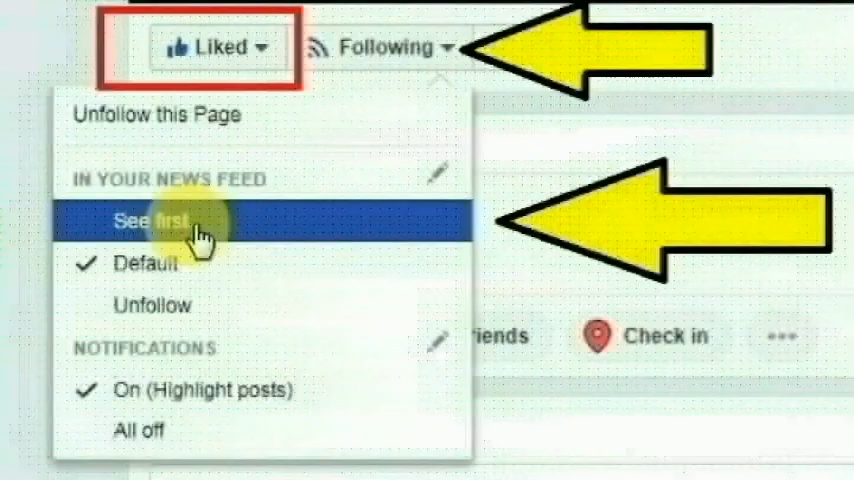 Liked Following
Unfollow this Page
IN YOUR NEWS FEED
See first
Default
Unfollow
riends Check in
NOTIFICATIONS
On (Highlight posts)
All off